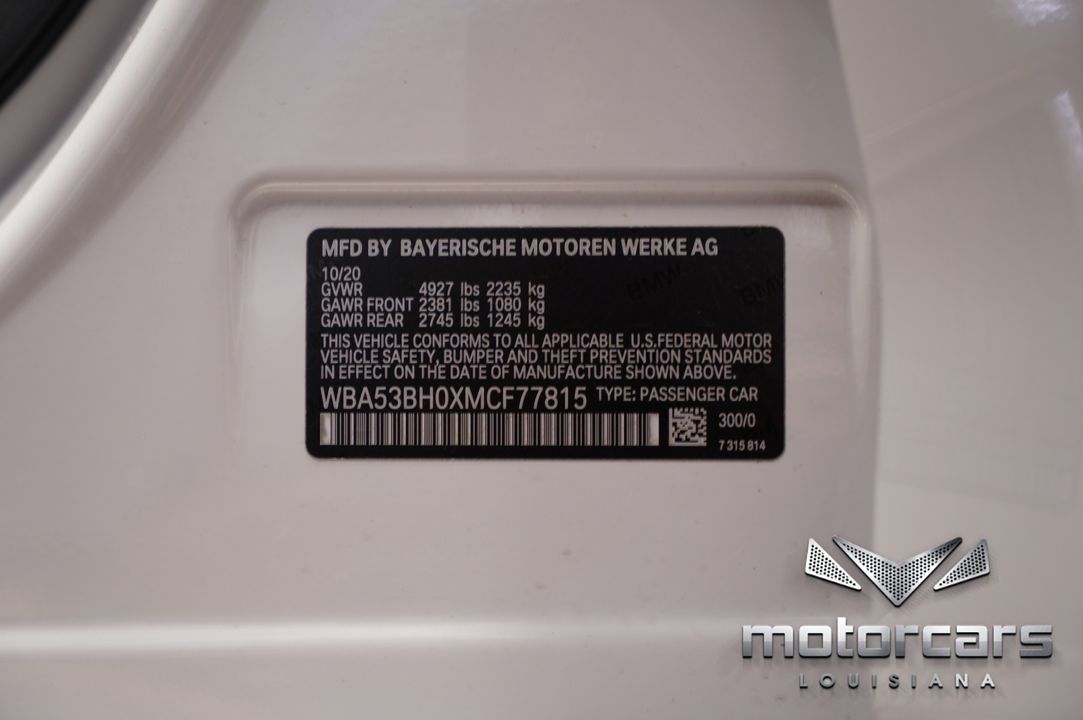 MFD BY BAYERISCHE MOTOREN WERKE AG
10/20
GVWR 4927 lbs 2235 kg
GAWR FRONT 2381 lbs 1080 kg
GAWR REAR 2745 lbs 1245 kg
THIS VEHICLE CONFORMS TO ALL APPLICABLE U.S.FEDERAL MOTOR
VEHICLE SAFETY, BUMPER AND THEFT PREVENTION STANDARDS
IN EFFECT ON THE DATE OF MANUFACTURE SHOWN ABOVE.
WBA53BH0XMCF77815 TYPE: PASSENGER CAR
300/0
7 315 814
BMW
BMW
motorcars
LOUISIANA